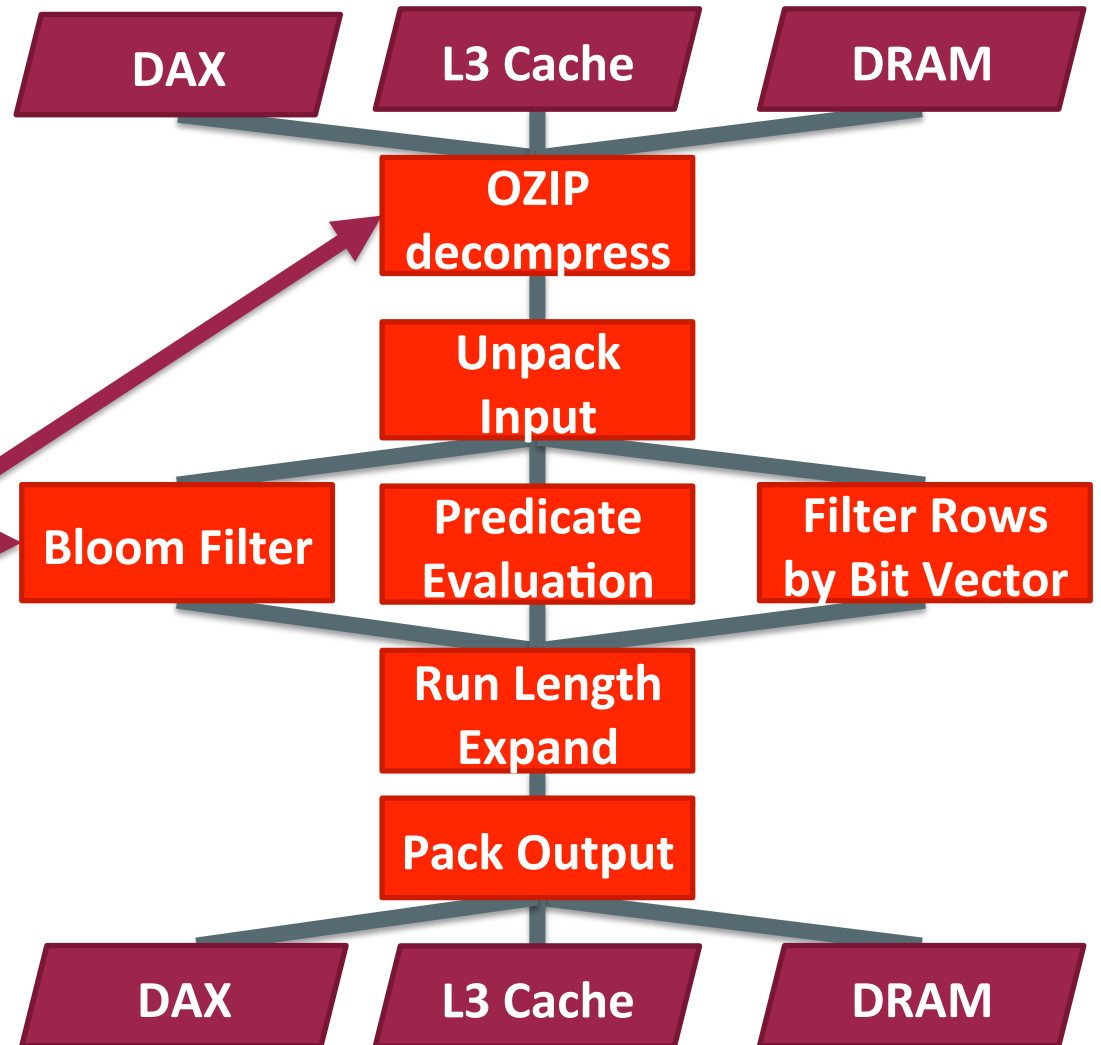 DAX
L3 Cache
DRAM
OZIP
decompress
Unpack
Input
Bloom Filter
Predicate
Evaluation
Filter Rows
by Bit Vector
Run Length
Expand
Pack Output
DAX
L3 Cache
DRAM